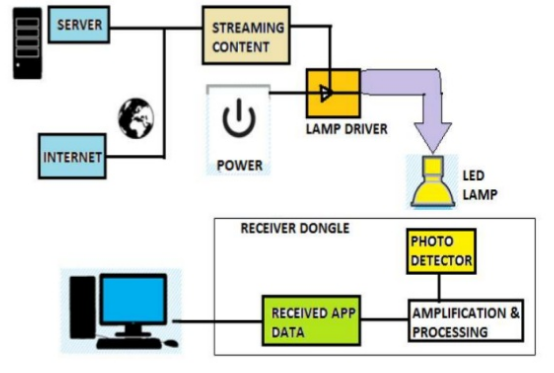 SERVER
STREAMING
CONTENT
LAMP DRIVER
POWER
INTERNET
LED
LAMP
RECEIVER DONGLE
PHOTO
DETECTOR
RECEIVED APP
DATA
AMPLIFICATION &
PROCESSING